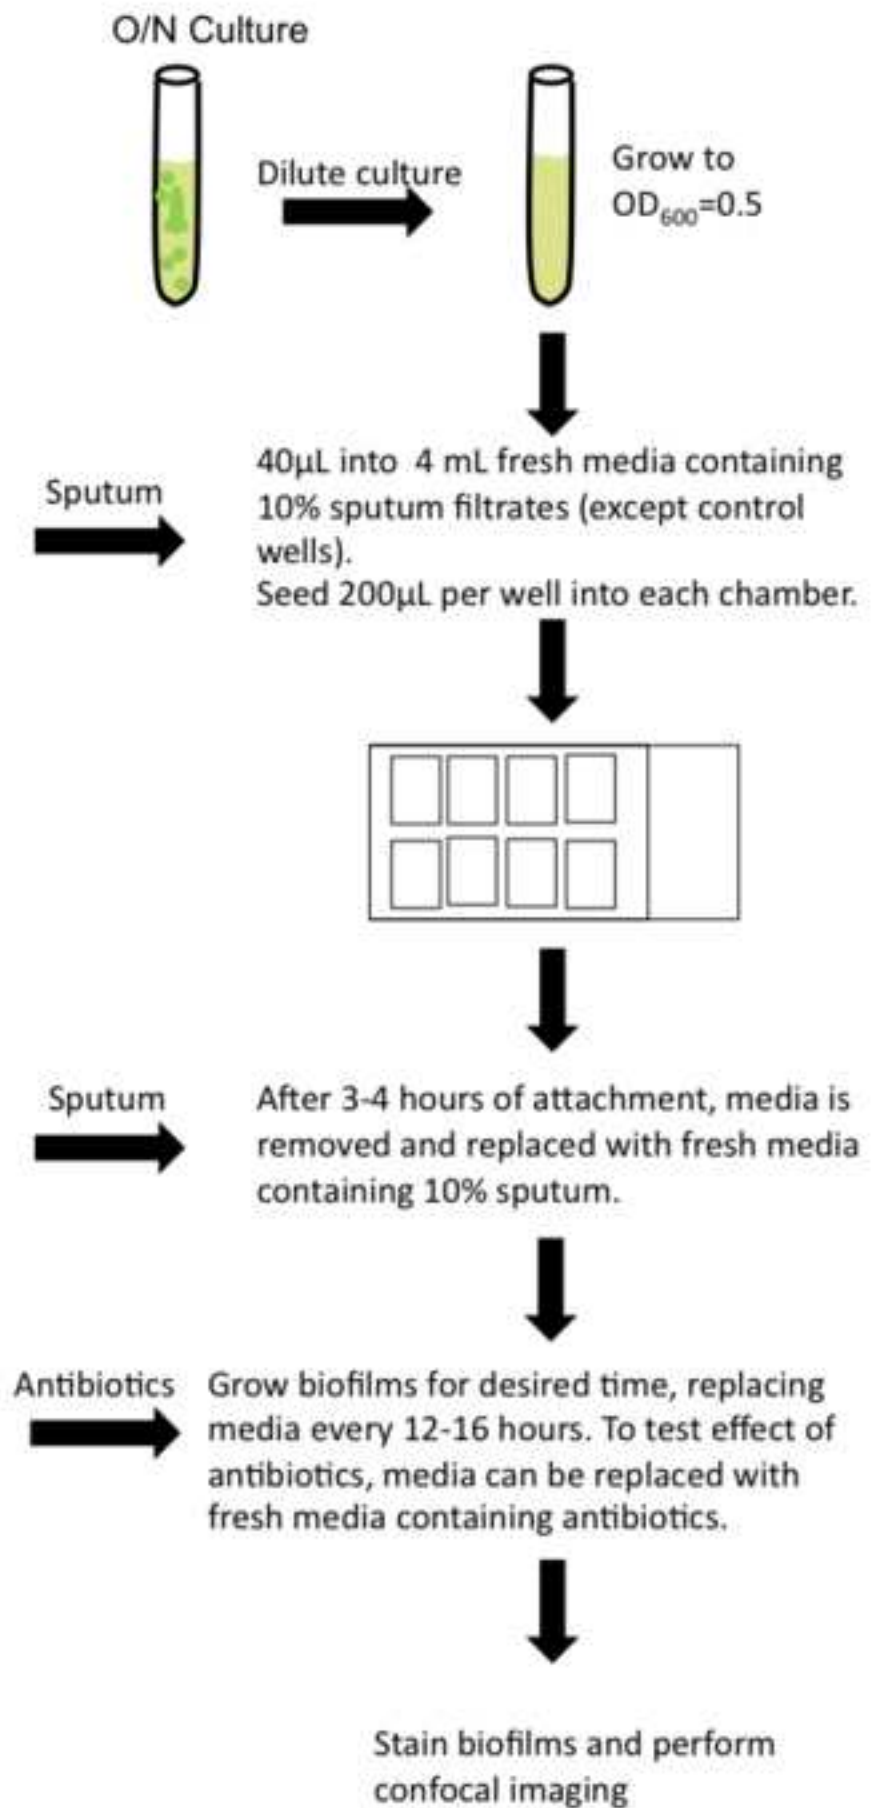 O/N Culture
Dilute culture
Grow to
OD₆₀₀=0.5
Sputum
40µL into 4 mL fresh media containing
10% sputum filtrates (except control
wells).
Seed 200µL per well into each chamber.
Sputum
After 3-4 hours of attachment, media is
removed and replaced with fresh media
containing 10% sputum.
Antibiotics
Grow biofilms for desired time, replacing
media every 12-16 hours. To test effect of
antibiotics, media can be replaced with
fresh media containing antibiotics.
Stain biofilms and perform
confocal imaging